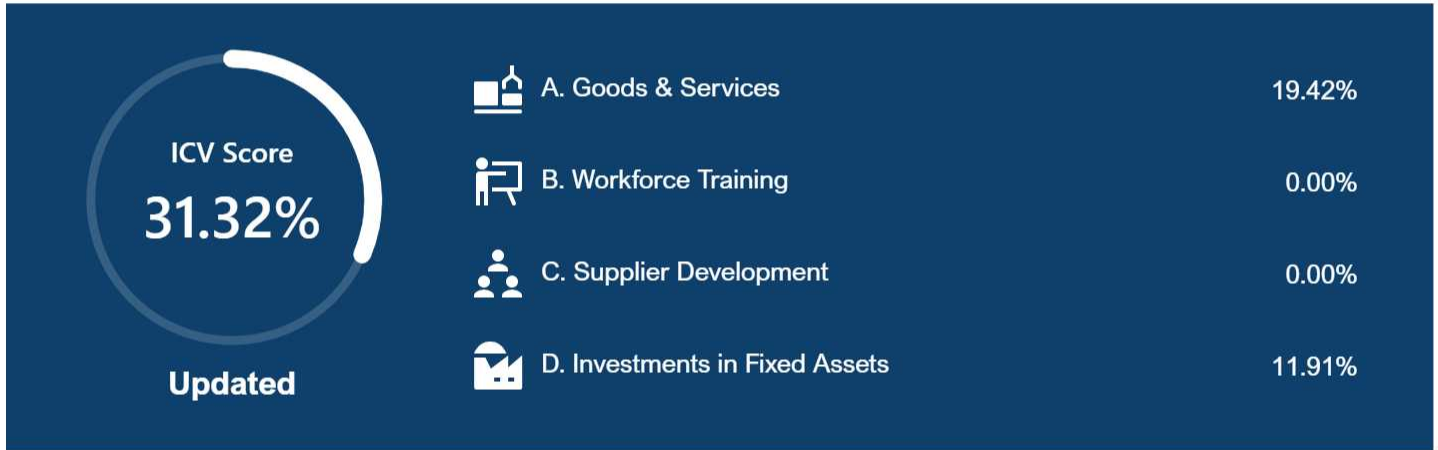 ICV Score
31.32%
Updated
A. Goods & Services 19.42%
B. Workforce Training 0.00%
C. Supplier Development 0.00%
D. Investments in Fixed Assets 11.91%